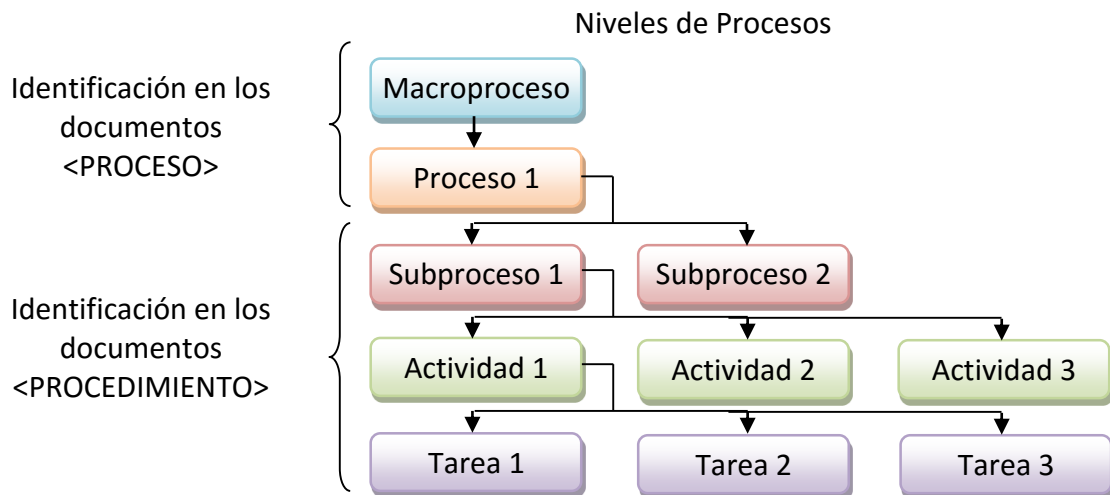 Niveles de Procesos
Identificación en los
documentos
<PROCESO>
Macroproceso
Proceso 1
Identificación en los
documentos
<PROCEDIMIENTO>
Subproceso 1
Subproceso 2
Actividad 1
Actividad 2
Actividad 3
Tarea 1
Tarea 2
Tarea 3